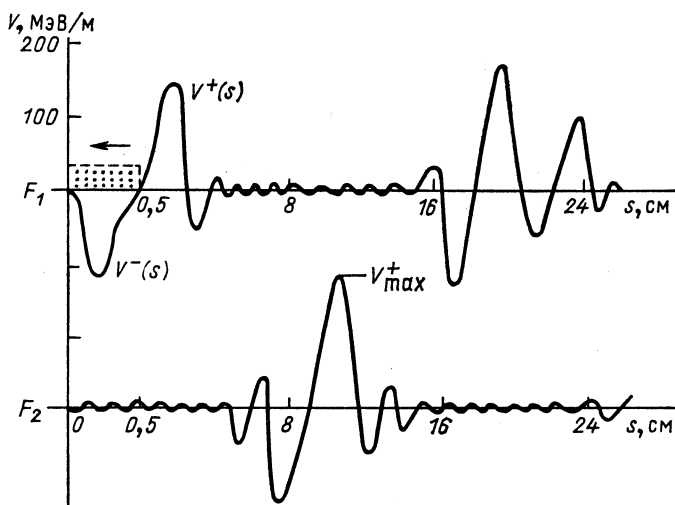 V, МэВ/м
200
V⁺(s)
100
F₁
0,5
8
16
24
s, см
V⁻(s)
V⁺max
F₂
0
0,5
8
16
24
s, см